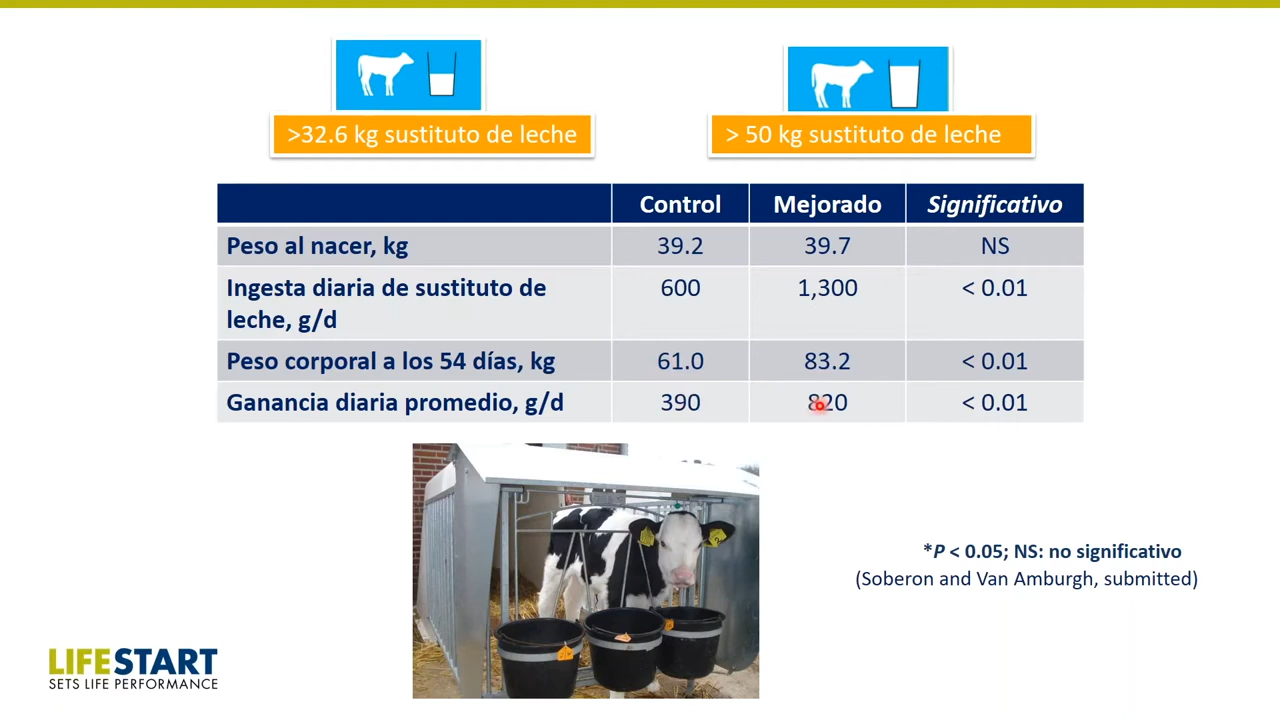 >32.6 kg sustituto de leche
> 50 kg sustituto de leche
Control Mejorado Significativo
Peso al nacer, kg 39.2 39.7 NS
Ingesta diaria de sustituto de 600 1,300 < 0.01
leche, g/d
Peso corporal a los 54 días, kg 61.0 83.2 < 0.01
Ganancia diaria promedio, g/d 390 820 < 0.01
*P < 0.05; NS: no significativo
(Soberon and Van Amburgh, submitted)
LIFESTART
SETS LIFE PERFORMANCE